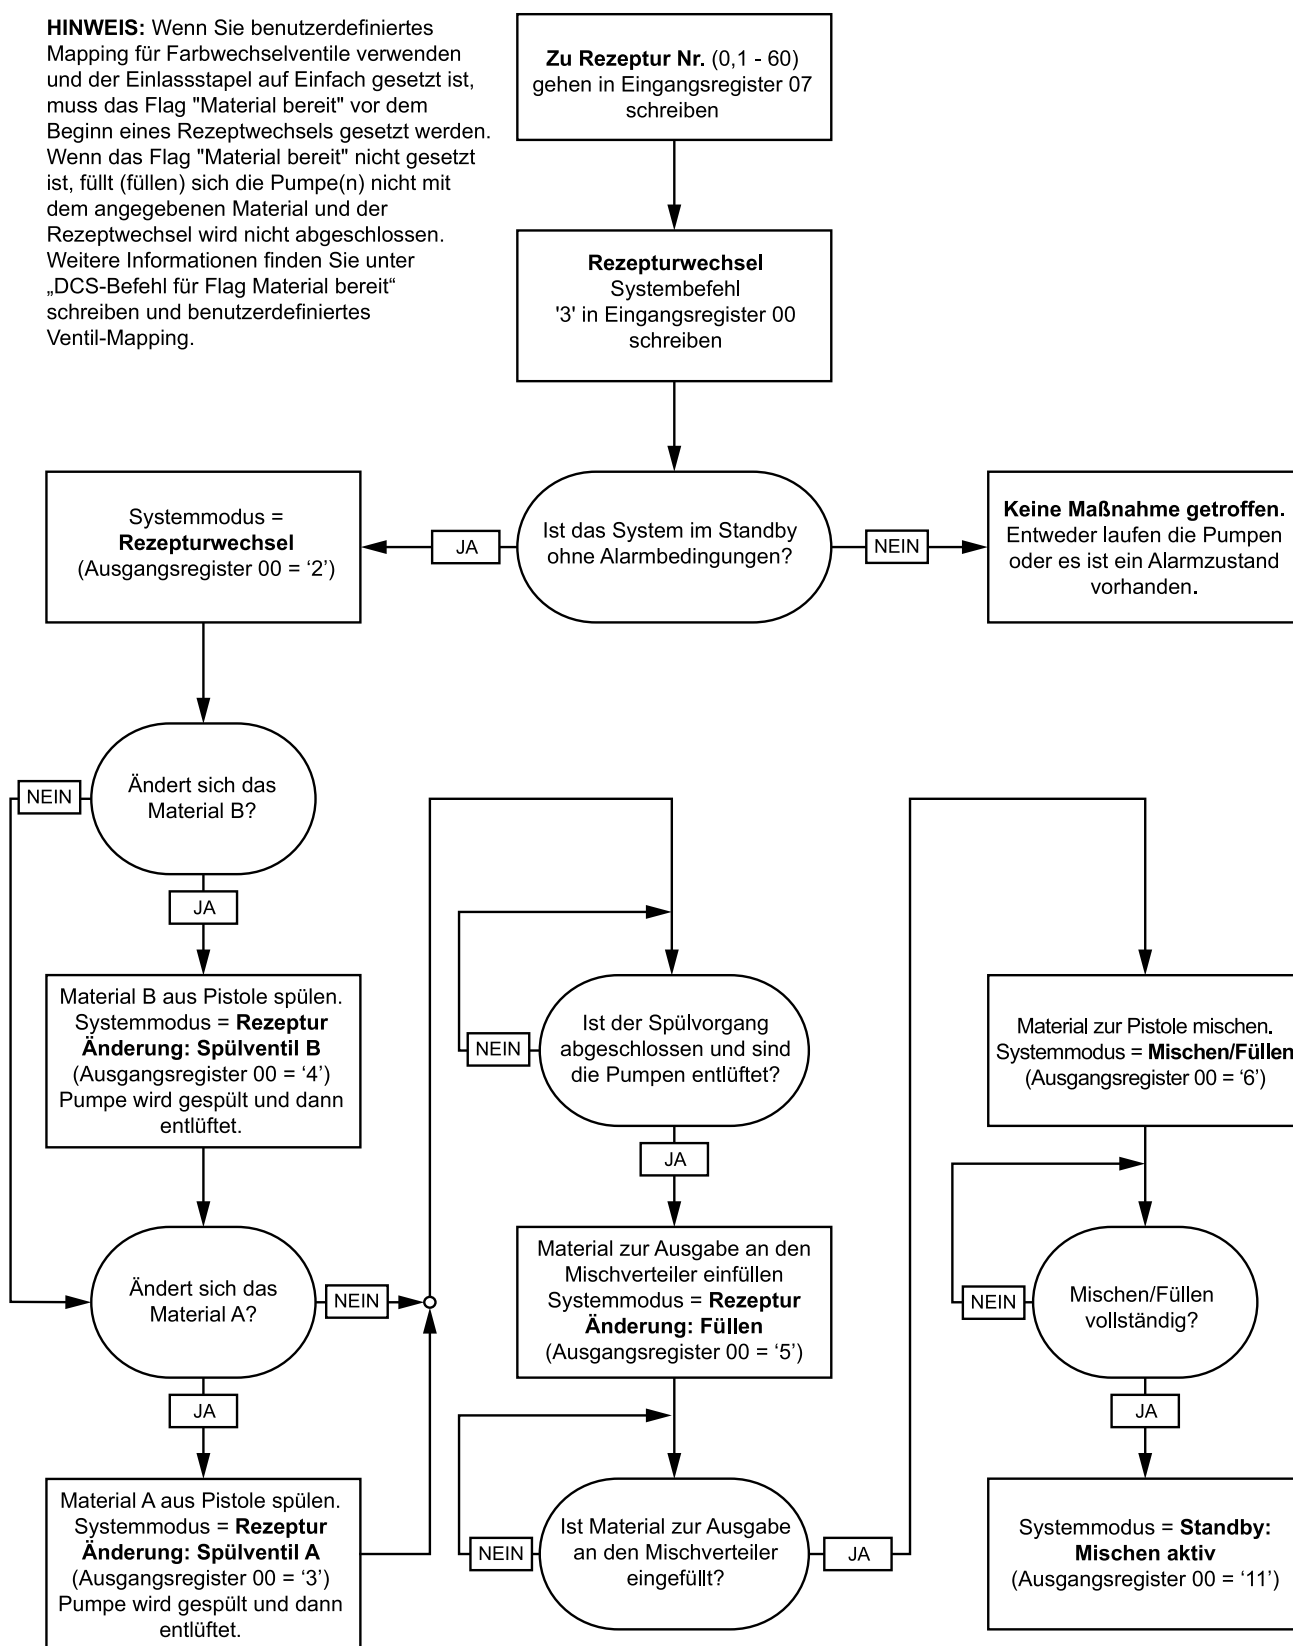 HINWEIS: Wenn Sie benutzerdefiniertes
Mapping für Farbwechselventile verwenden
und der Einlassstapel auf Einfach gesetzt ist,
muss das Flag "Material bereit" vor dem
Beginn eines Rezeptwechsels gesetzt werden.
Wenn das Flag "Material bereit" nicht gesetzt
ist, füllt (füllen) sich die Pumpe(n) nicht mit
dem angegebenen Material und der
Rezeptwechsel wird nicht abgeschlossen.
Weitere Informationen finden Sie unter
„DCS-Befehl für Flag Material bereit“
schreiben und benutzerdefiniertes
Ventil-Mapping.
Zu Rezeptur Nr. (0,1 - 60)
gehen in Eingangsregister 07
schreiben
Rezepturwechsel
Systembefehl
'3' in Eingangsregister 00
schreiben
Ist das System im Standby
ohne Alarmbedingungen?
NEIN
Keine Maßnahme getroffen.
Entweder laufen die Pumpen
oder es ist ein Alarmzustand
vorhanden.
JA
Systemmodus =
Rezepturwechsel
(Ausgangsregister 00 = ‘2’)
Ändert sich das
Material B?
NEIN
JA
Material B aus Pistole spülen.
Systemmodus = Rezeptur
Änderung: Spülventil B
(Ausgangsregister 00 = ‘4’)
Pumpe wird gespült und dann
entlüftet.
Ändert sich das
Material A?
NEIN
JA
Material A aus Pistole spülen.
Systemmodus = Rezeptur
Änderung: Spülventil A
(Ausgangsregister 00 = ‘3’)
Pumpe wird gespült und dann
entlüftet.
Ist der Spülvorgang
abgeschlossen und sind
die Pumpen entlüftet?
NEIN
JA
Material zur Ausgabe an den
Mischverteiler einfüllen
Systemmodus = Rezeptur
Änderung: Füllen
(Ausgangsregister 00 = ‘5’)
Ist Material zur Ausgabe
an den Mischverteiler
eingefüllt?
NEIN
JA
Material zur Pistole mischen.
Systemmodus = Mischen/Füllen
(Ausgangsregister 00 = ‘6’)
Mischen/Füllen
vollständig?
NEIN
JA
Systemmodus = Standby:
Mischen aktiv
(Ausgangsregister 00 = ‘11’)